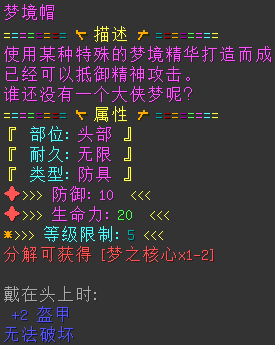 梦境帽
===== ★ 描述 ★ =====
使用某种特殊的梦境精华打造而成
已经可以抵御精神攻击。
谁还没有一个大侠梦呢？
===== ★ 属性 ★ =====
『 部位: 头部 』
『 耐久: 无限 』
『 类型: 防具 』
✦>>> 防御: 10 <<<
✦>>> 生命力: 20 <<<
✷>>> 等级限制: 5 <<<
分解可获得 [梦之核心x1-2]
戴在头上时:
+2 盔甲
无法破坏